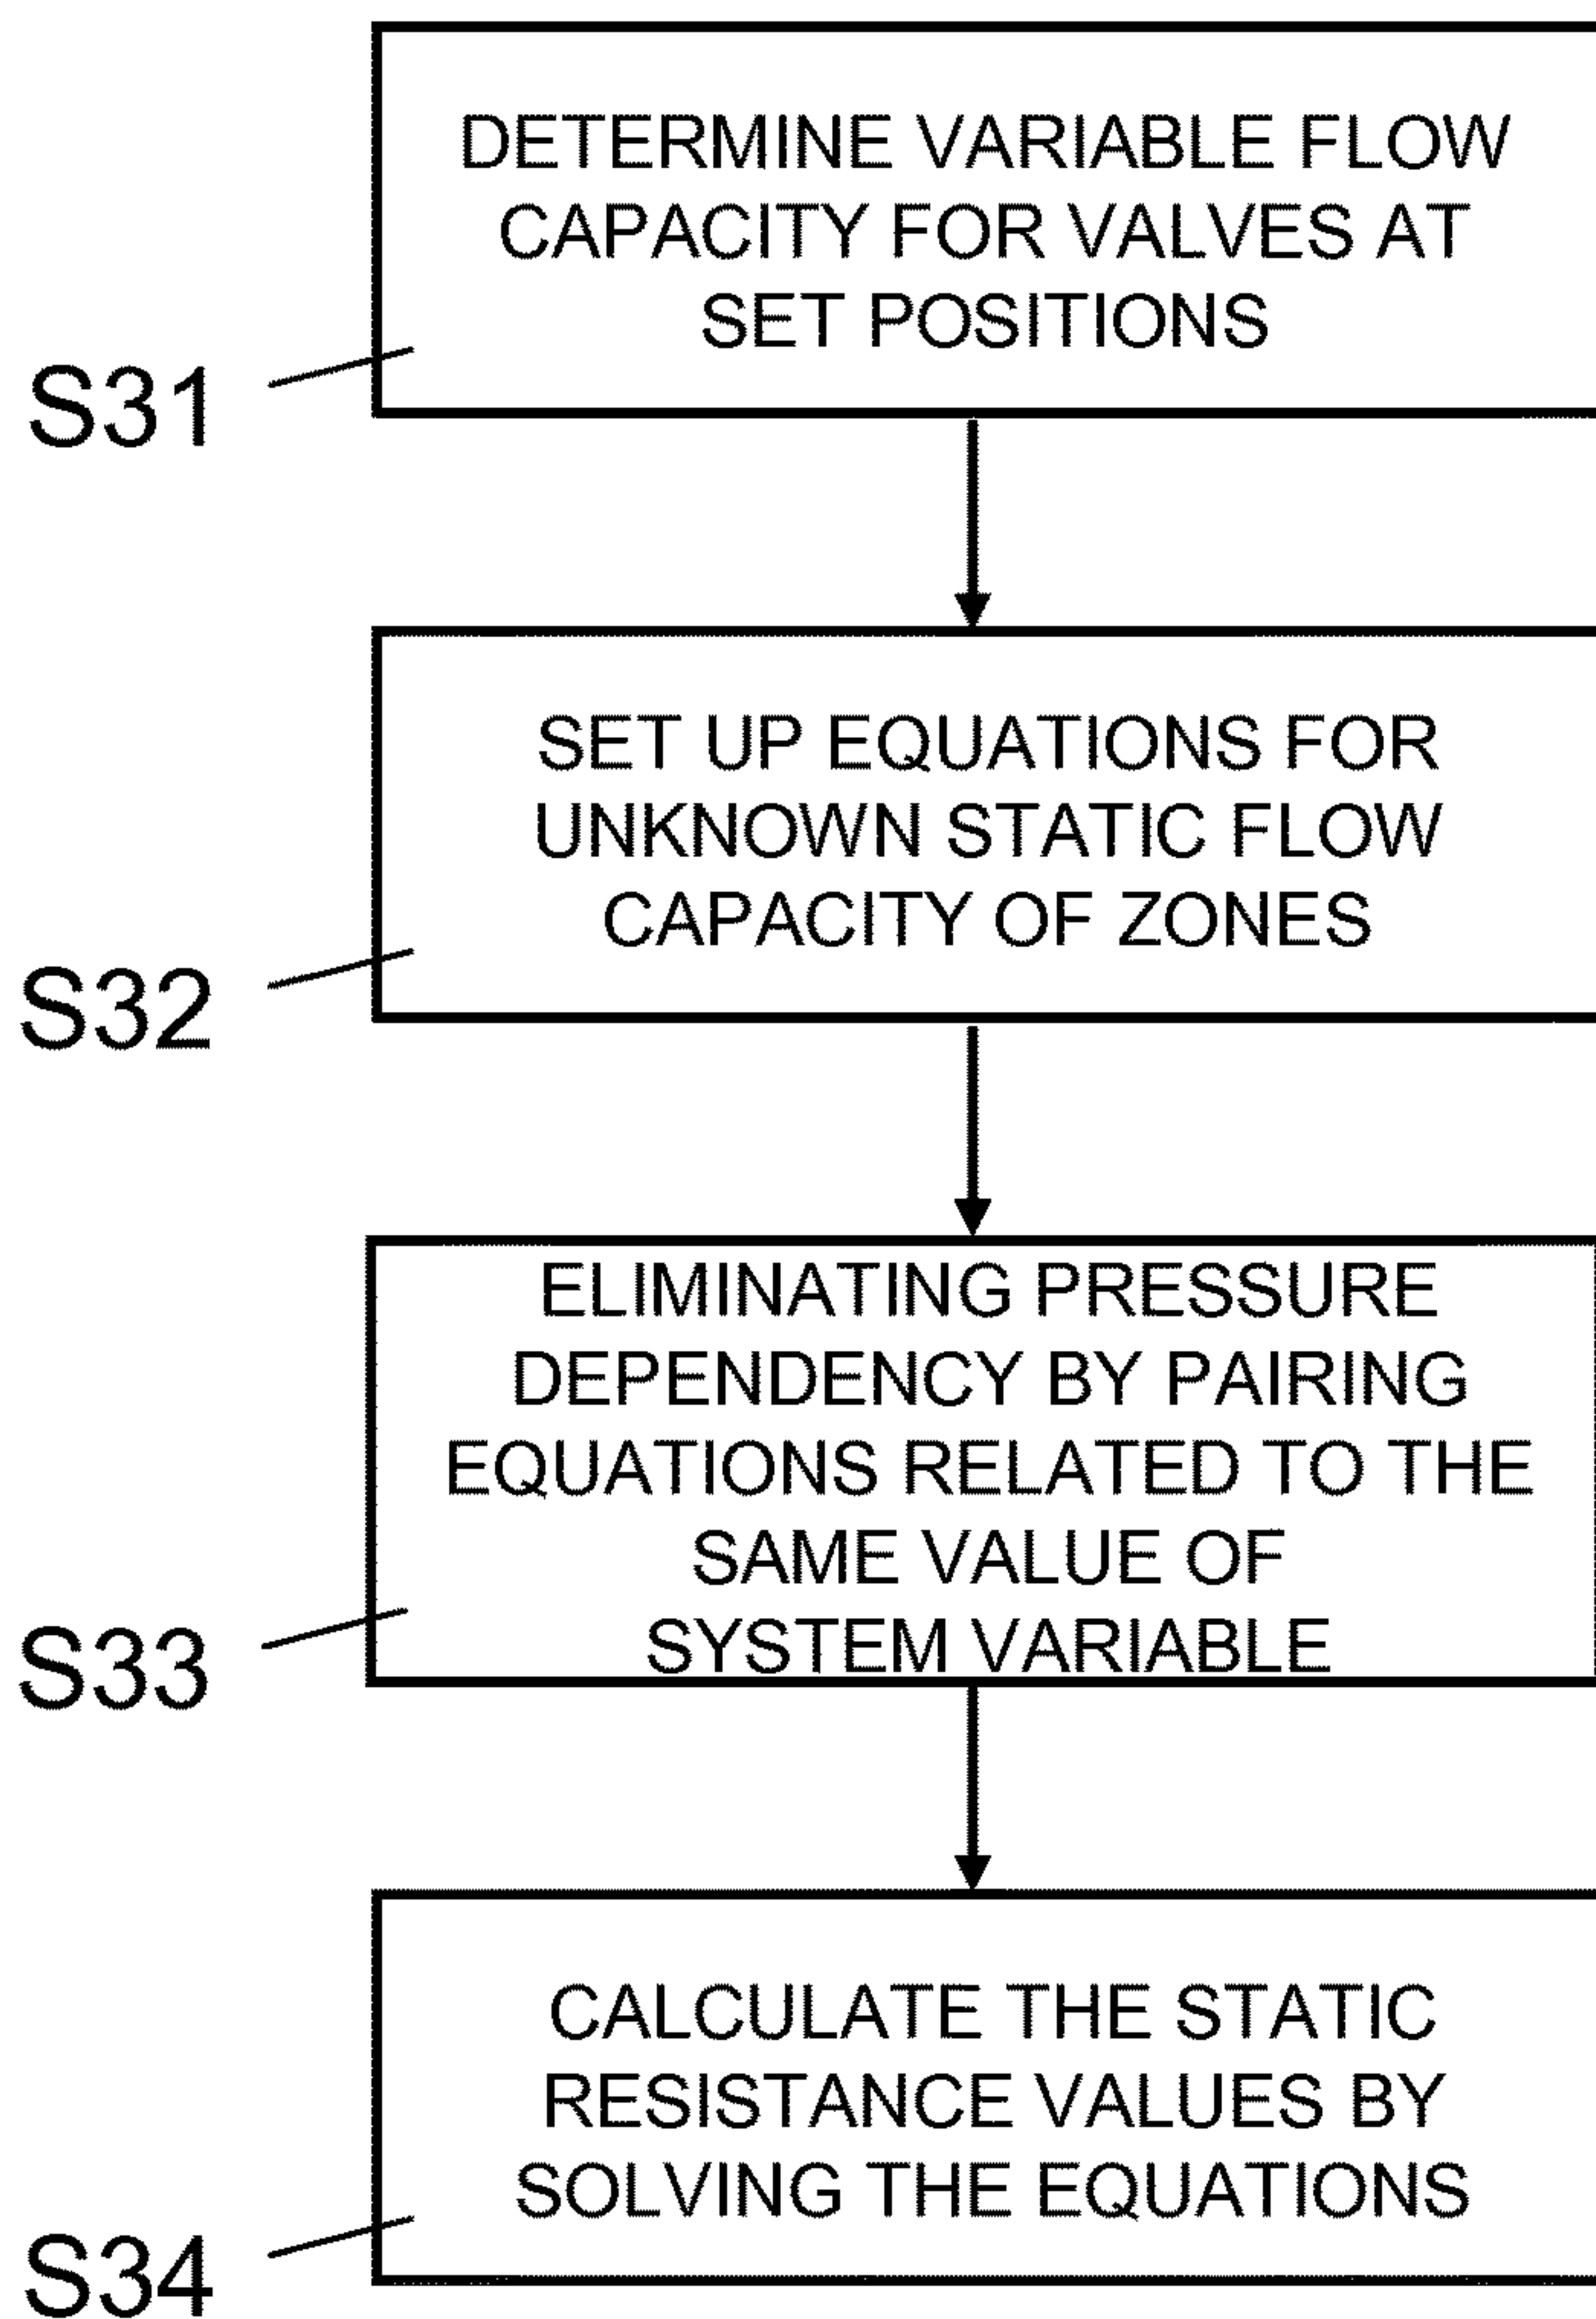 DETERMINE VARIABLE FLOW
CAPACITY FOR VALVES AT
SET POSITIONS
S31
SET UP EQUATIONS FOR
UNKNOWN STATIC FLOW
CAPACITY OF ZONES
S32
ELIMINATING PRESSURE
DEPENDENCY BY PAIRING
EQUATIONS RELATED TO THE
SAME VALUE OF
SYSTEM VARIABLE
S33
CALCULATE THE STATIC
RESISTANCE VALUES BY
SOLVING THE EQUATIONS
S34